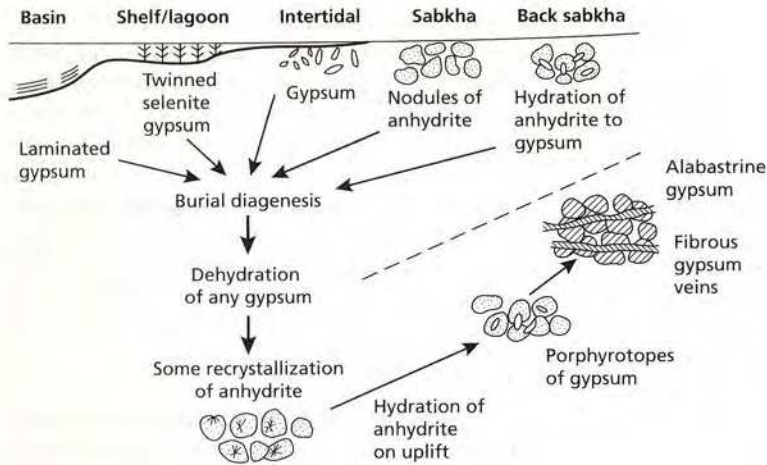 Basin
Shelf/lagoon
Intertidal
Sabkha
Back sabkha
Twinned
selenite
gypsum
Gypsum
Nodules of
anhydrite
Hydration of
anhydrite to
gypsum
Laminated
gypsum
Burial diagenesis
Alabastrine
gypsum
Fibrous
gypsum
veins
Dehydration
of any gypsum
Porphyrotopes
of gypsum
Some recrystallization
of anhydrite
Hydration of
anhydrite
on uplift